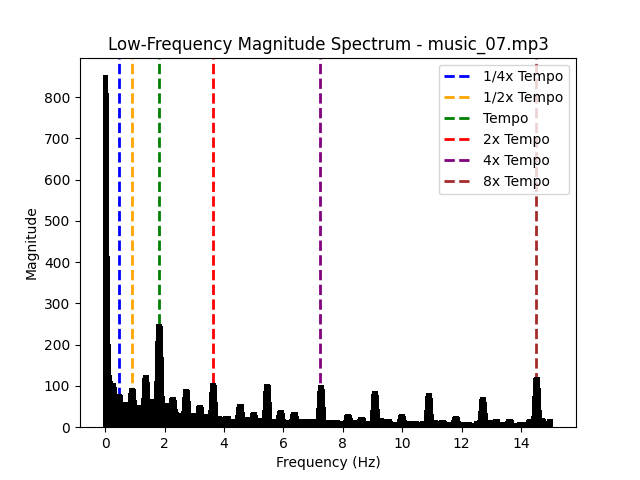 Low-Frequency Magnitude Spectrum - music_07.mp3
1/4x Tempo
1/2x Tempo
Tempo
2x Tempo
4x Tempo
8x Tempo
Magnitude
800
700
600
500
400
300
200
100
0
0 2 4 6 8 10 12 14
Frequency (Hz)